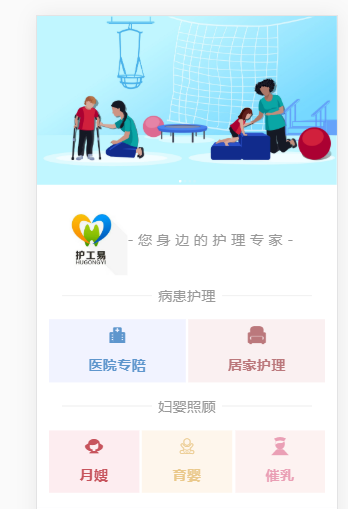 护工易
HUGONGYI
- 您身边的护理专家 -
病患护理
医院专陪
居家护理
妇婴照顾
月嫂
育婴
催乳